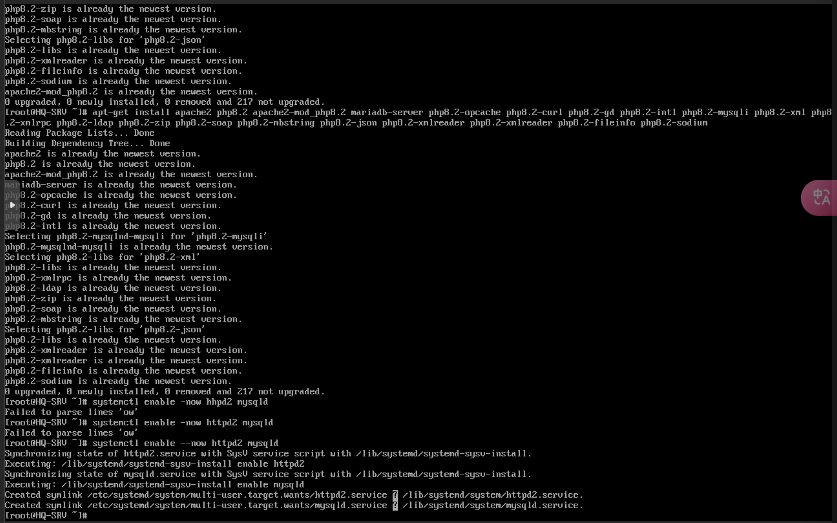 php8.2-zip is already the newest version.
php8.2-soap is already the newest version.
php8.2-mbstring is already the newest version.
Selecting php8.2-libs for 'php8.2-json'
php8.2-libs is already the newest version.
php8.2-xmlreader is already the newest version.
php8.2-fileinfo is already the newest version.
php8.2-sodium is already the newest version.
apache2-mod_php8.2 is already the newest version.
0 upgraded, 0 newly installed, 0 removed and 217 not upgraded.
[root@HQ-SRV ~]# apt-get install apache2 php8.2 apache2-mod_php8.2 mariadb-server php8.2-opcache php8.2-curl php8.2-gd php8.2-intl php8.2-mysqli php8.2-xml php8
.2-xmlrpc php8.2-ldap php8.2-zip php8.2-soap php8.2-mbstring php8.2-json php8.2-xmlreader php8.2-xmlreader php8.2-fileinfo php8.2-sodium
Reading Package Lists... Done
Building Dependency Tree... Done
apache2 is already the newest version.
php8.2 is already the newest version.
apache2-mod_php8.2 is already the newest version.
mariadb-server is already the newest version.
php8.2-opcache is already the newest version.
php8.2-curl is already the newest version.
php8.2-gd is already the newest version.
php8.2-intl is already the newest version.
Selecting php8.2-mysqlnd-mysqli for 'php8.2-mysqli'
php8.2-mysqlnd-mysqli is already the newest version.
Selecting php8.2-libs for 'php8.2-xml'
php8.2-libs is already the newest version.
php8.2-xmlrpc is already the newest version.
php8.2-ldap is already the newest version.
php8.2-zip is already the newest version.
php8.2-soap is already the newest version.
php8.2-mbstring is already the newest version.
Selecting php8.2-libs for 'php8.2-json'
php8.2-libs is already the newest version.
php8.2-xmlreader is already the newest version.
php8.2-xmlreader is already the newest version.
php8.2-fileinfo is already the newest version.
php8.2-sodium is already the newest version.
0 upgraded, 0 newly installed, 0 removed and 217 not upgraded.
[root@HQ-SRV ~]# systemctl enable -now hhpd2 mysqld
Failed to parse lines 'ow'
[root@HQ-SRV ~]# systemctl enable -now httpd2 mysqld
Failed to parse lines 'ow'
[root@HQ-SRV ~]# systemctl enable --now httpd2 mysqld
Synchronizing state of httpd2.service with SysV service script with /lib/systemd/systemd-sysv-install.
Executing: /lib/systemd/systemd-sysv-install enable httpd2
Synchronizing state of mysqld.service with SysV service script with /lib/systemd/systemd-sysv-install.
Executing: /lib/systemd/systemd-sysv-install enable mysqld
Created symlink /etc/systemd/system/multi-user.target.wants/httpd2.service ? /lib/systemd/system/httpd2.service.
Created symlink /etc/systemd/system/multi-user.target.wants/mysqld.service ? /lib/systemd/system/mysqld.service.
[root@HQ-SRV ~]#
中
A